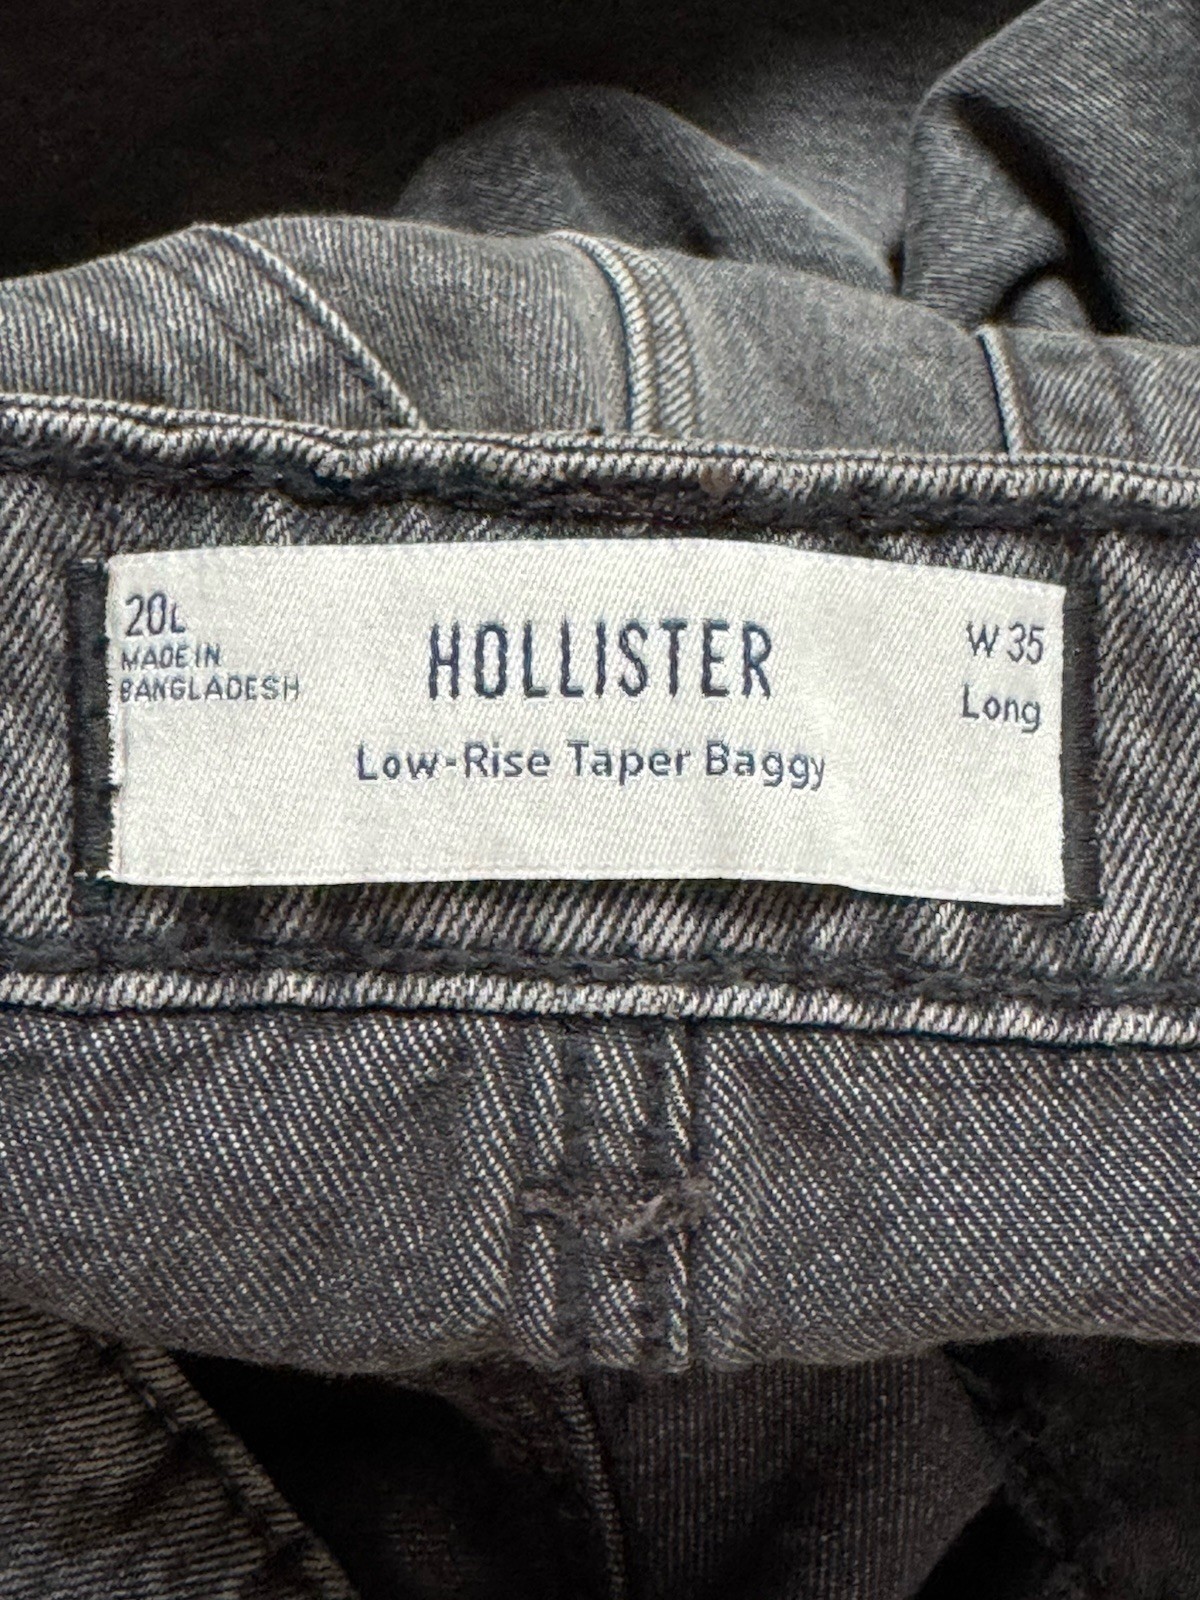 20L
MADE IN
BANGLADESH
HOLLISTER
Low-Rise Taper Baggy
W 35
Long